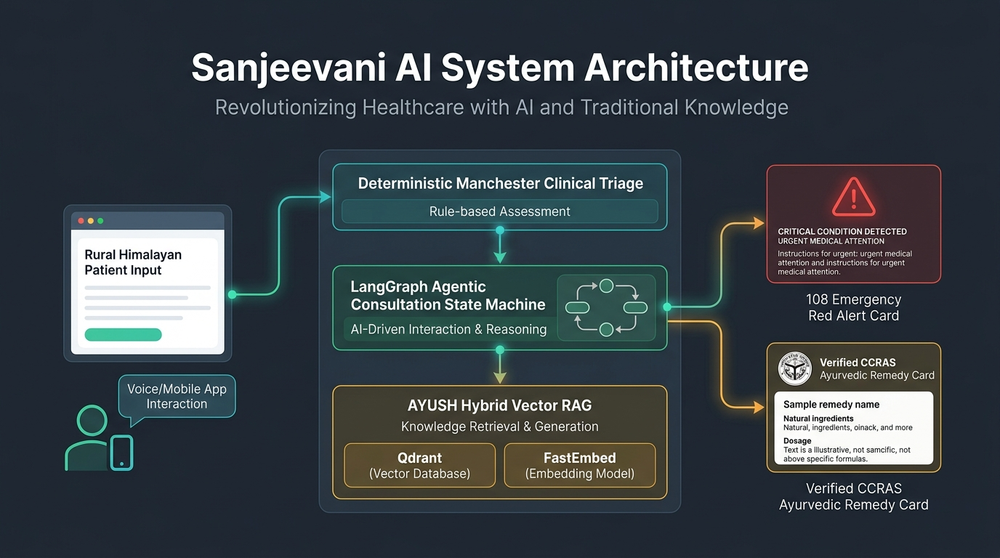 Sanjeevani AI System Architecture
Revolutionizing Healthcare with AI and Traditional Knowledge
Rural Himalayan
Patient Input
Voice/Mobile App
Interaction
Deterministic Manchester Clinical Triage
Rule-based Assessment
LangGraph Agentic
Consultation State Machine
AI-Driven Interaction & Reasoning
AYUSH Hybrid Vector RAG
Knowledge Retrieval & Generation
Qdrant
(Vector Database)
FastEmbed
(Embedding Model)
CRITICAL CONDITION DETECTED
URGENT MEDICAL ATTENTION
Instructions for urgent: urgent medical
attention and instructions for urgent
medical attention.
108 Emergency
Red Alert Card
Verified CCRAS
Ayurvedic Remedy Card
Sample remedy name
Natural ingredients
Natural, ingredients, oinack, and more
Dosage
Text is a Illustrative, not samcific, not
above specific formulas.
Verified CCRAS
Ayurvedic Remedy Card